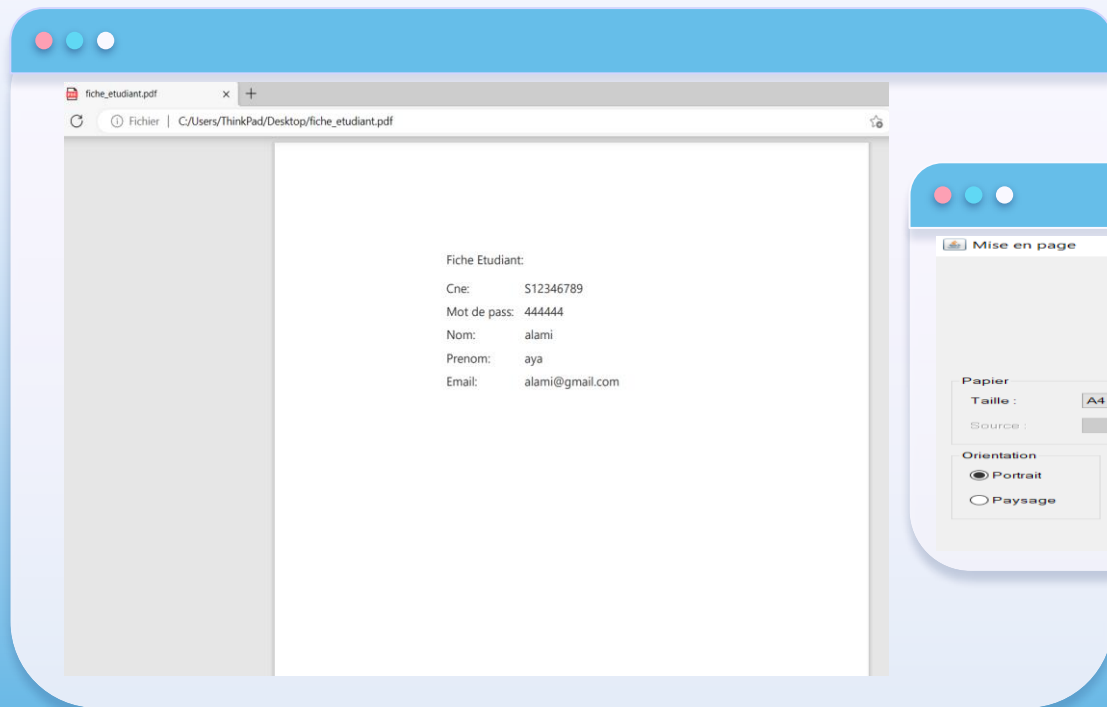 fiche_etudiant.pdf
Fichier | C:/Users/ThinkPad/Desktop/fiche_etudiant.pdf
Fiche Etudiant:
Cne: S12346789
Mot de pass: 444444
Nom: alami
Prenom: aya
Email: alami@gmail.com
Mise en page
Papier
Taille : A4
Source :
Orientation
Portrait
Paysage